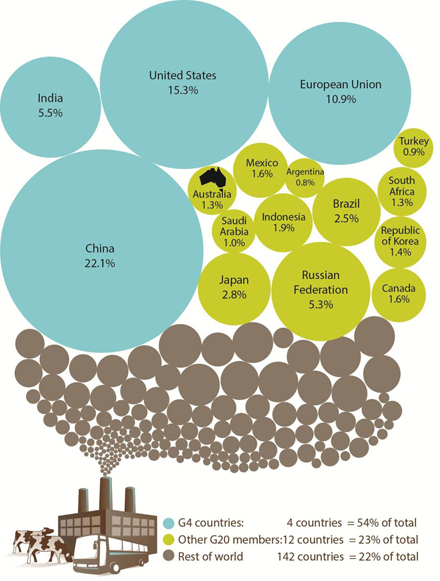 United States
15.3%
European Union
10.9%
India
5.5%
Turkey
0.9%
Mexico
1.6%
Argentina
0.8%
Australia
1.3%
South
Africa
1.3%
Brazil
2.5%
Indonesia
1.9%
Saudi
Arabia
1.0%
Republic
of Korea
1.4%
China
22.1%
Japan
2.8%
Russian
Federation
5.3%
Canada
1.6%
G4 countries: 4 countries = 54% of total
Other G20 members: 12 countries = 23% of total
Rest of world 142 countries = 22% of total